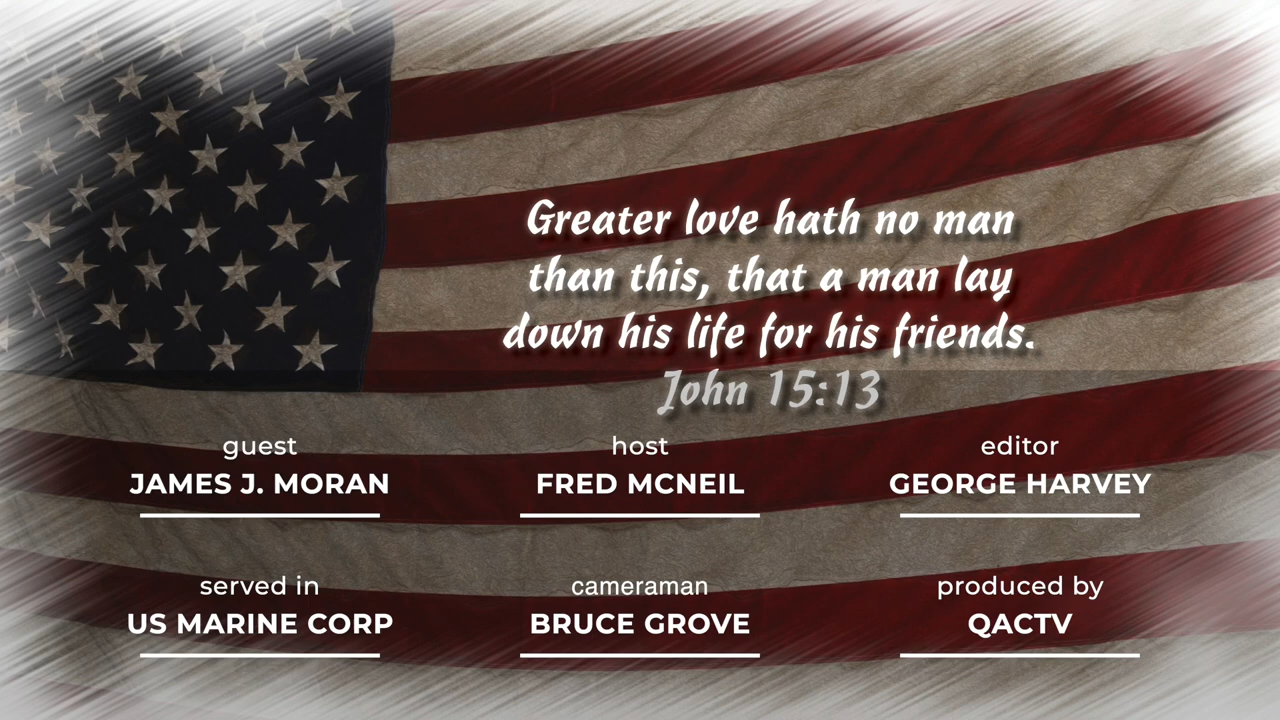 Greater love hath no man
than this, that a man lay
down his life for his friends.
John 15:13
guest
JAMES J. MORAN
host
FRED MCNEIL
editor
GEORGE HARVEY
served in
US MARINE CORP
cameraman
BRUCE GROVE
produced by
QACTV